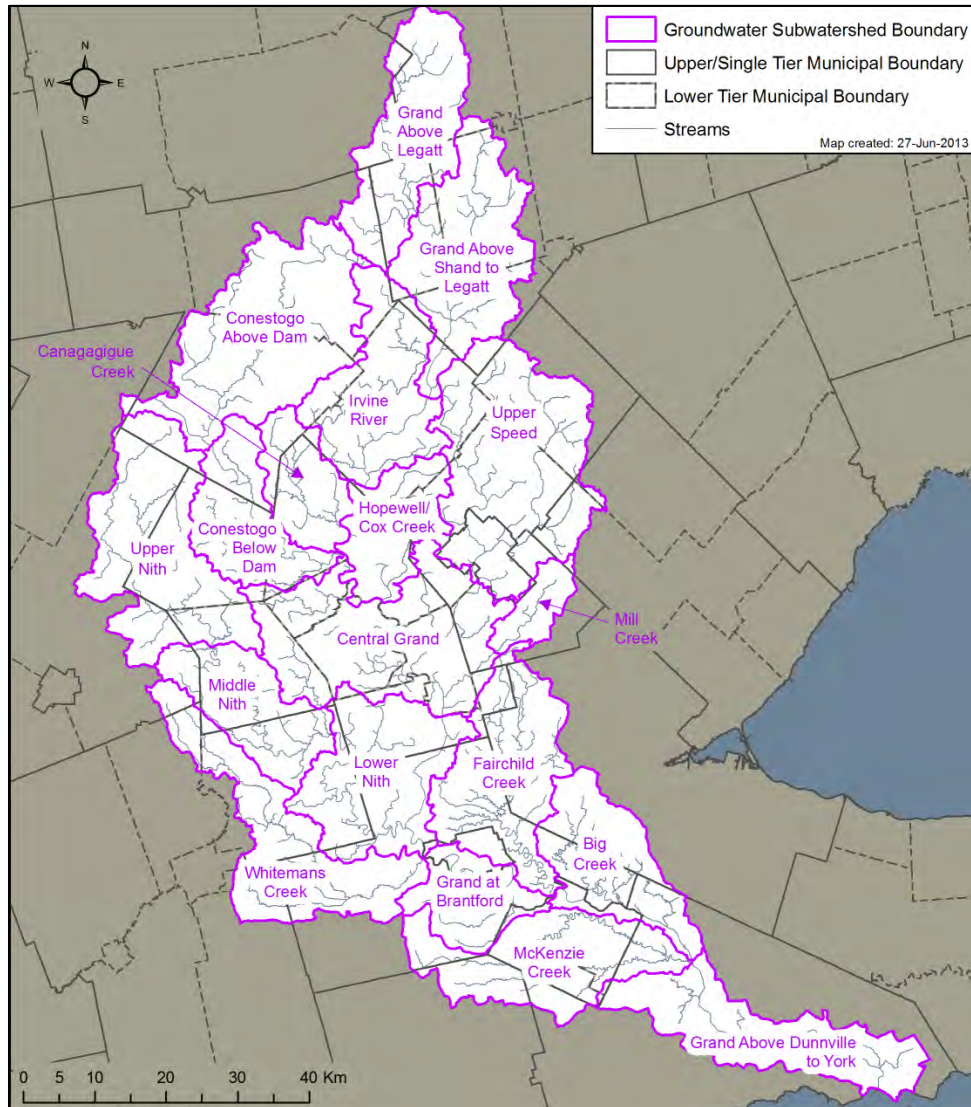 N
W
E
S
Groundwater Subwatershed Boundary
Upper/Single Tier Municipal Boundary
Lower Tier Municipal Boundary
Streams
Map created: 27-Jun-2013
Grand
Above
Legatt
Grand Above
Shand to
Legatt
Conestogo
Above Dam
Canagagigue
Creek
Irvine
River
Upper
Speed
Hopewell/
Cox Creek
Conestogo
Below
Dam
Upper
Nith
Mill
Creek
Central Grand
Middle
Nith
Lower
Nith
Fairchild
Creek
Big
Creek
Whitemans
Creek
Grand at
Brantford
McKenzie
Creek
Grand Above Dunnville
to York
0 5 10 20 30 40 Km